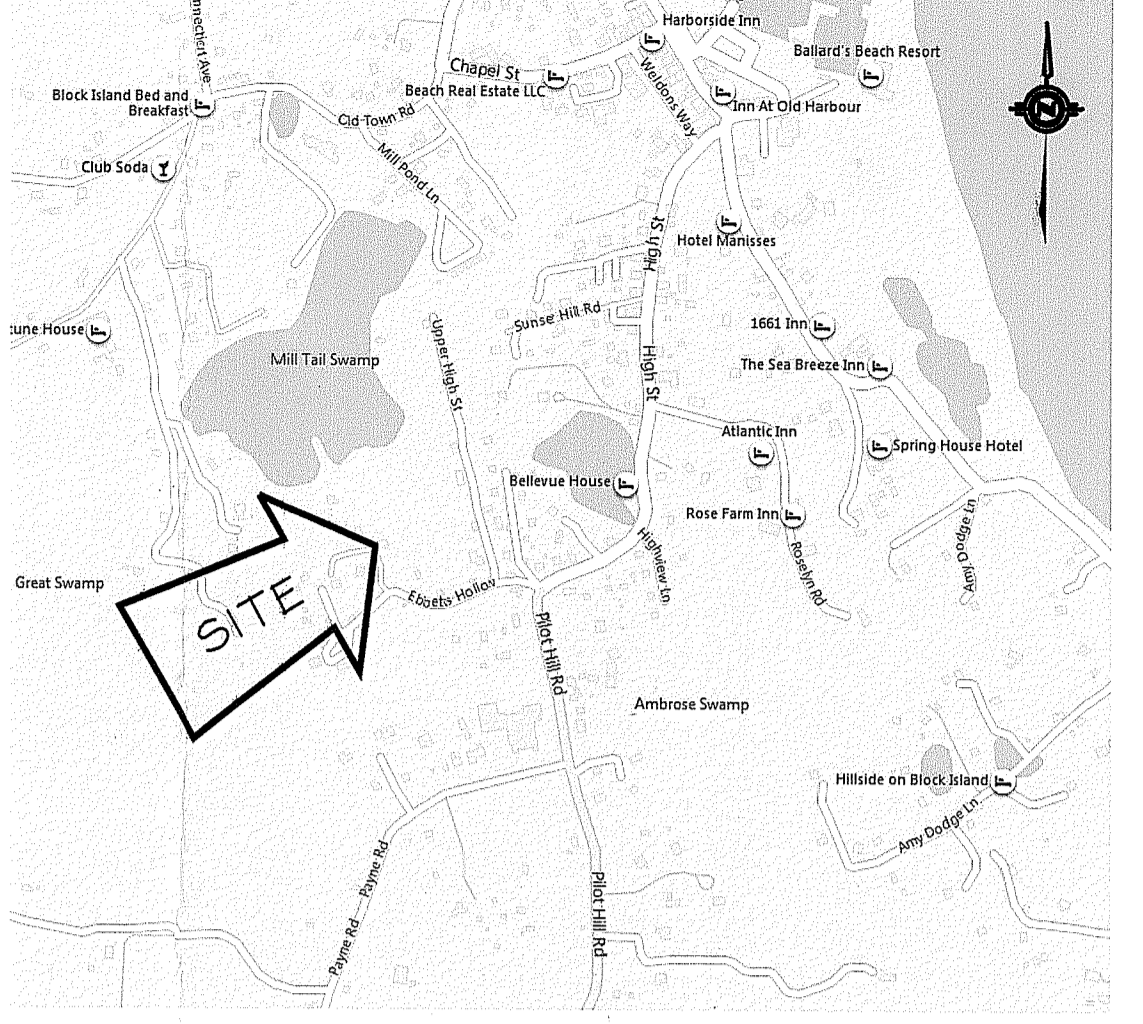 Harborside Inn
Ballard's Beach Resort
Chapel St
Beach Real Estate LLC
Weldons Way
Inn At Old Harbour
Block Island Bed and
Breakfast
Old Town Rd
Club Soda
Mill Pond Ln
High St
Hotel Manisses
Sunse Hill Rd
1661 Inn
Upper High St
Mill Tail Swamp
High St
The Sea Breeze Inn
Atlantic Inn
Spring House Hotel
Bellevue House
Rose Farm Inn
Highview Ln
Roselyn Rd
Amy Dodge Ln
Great Swamp
SITE
Ebbets Hollow
Pilot Hill Rd
Ambrose Swamp
Hillside on Block Island
Amy Dodge Ln
Payne Rd
Payne Rd
Pilot Hill Rd
N